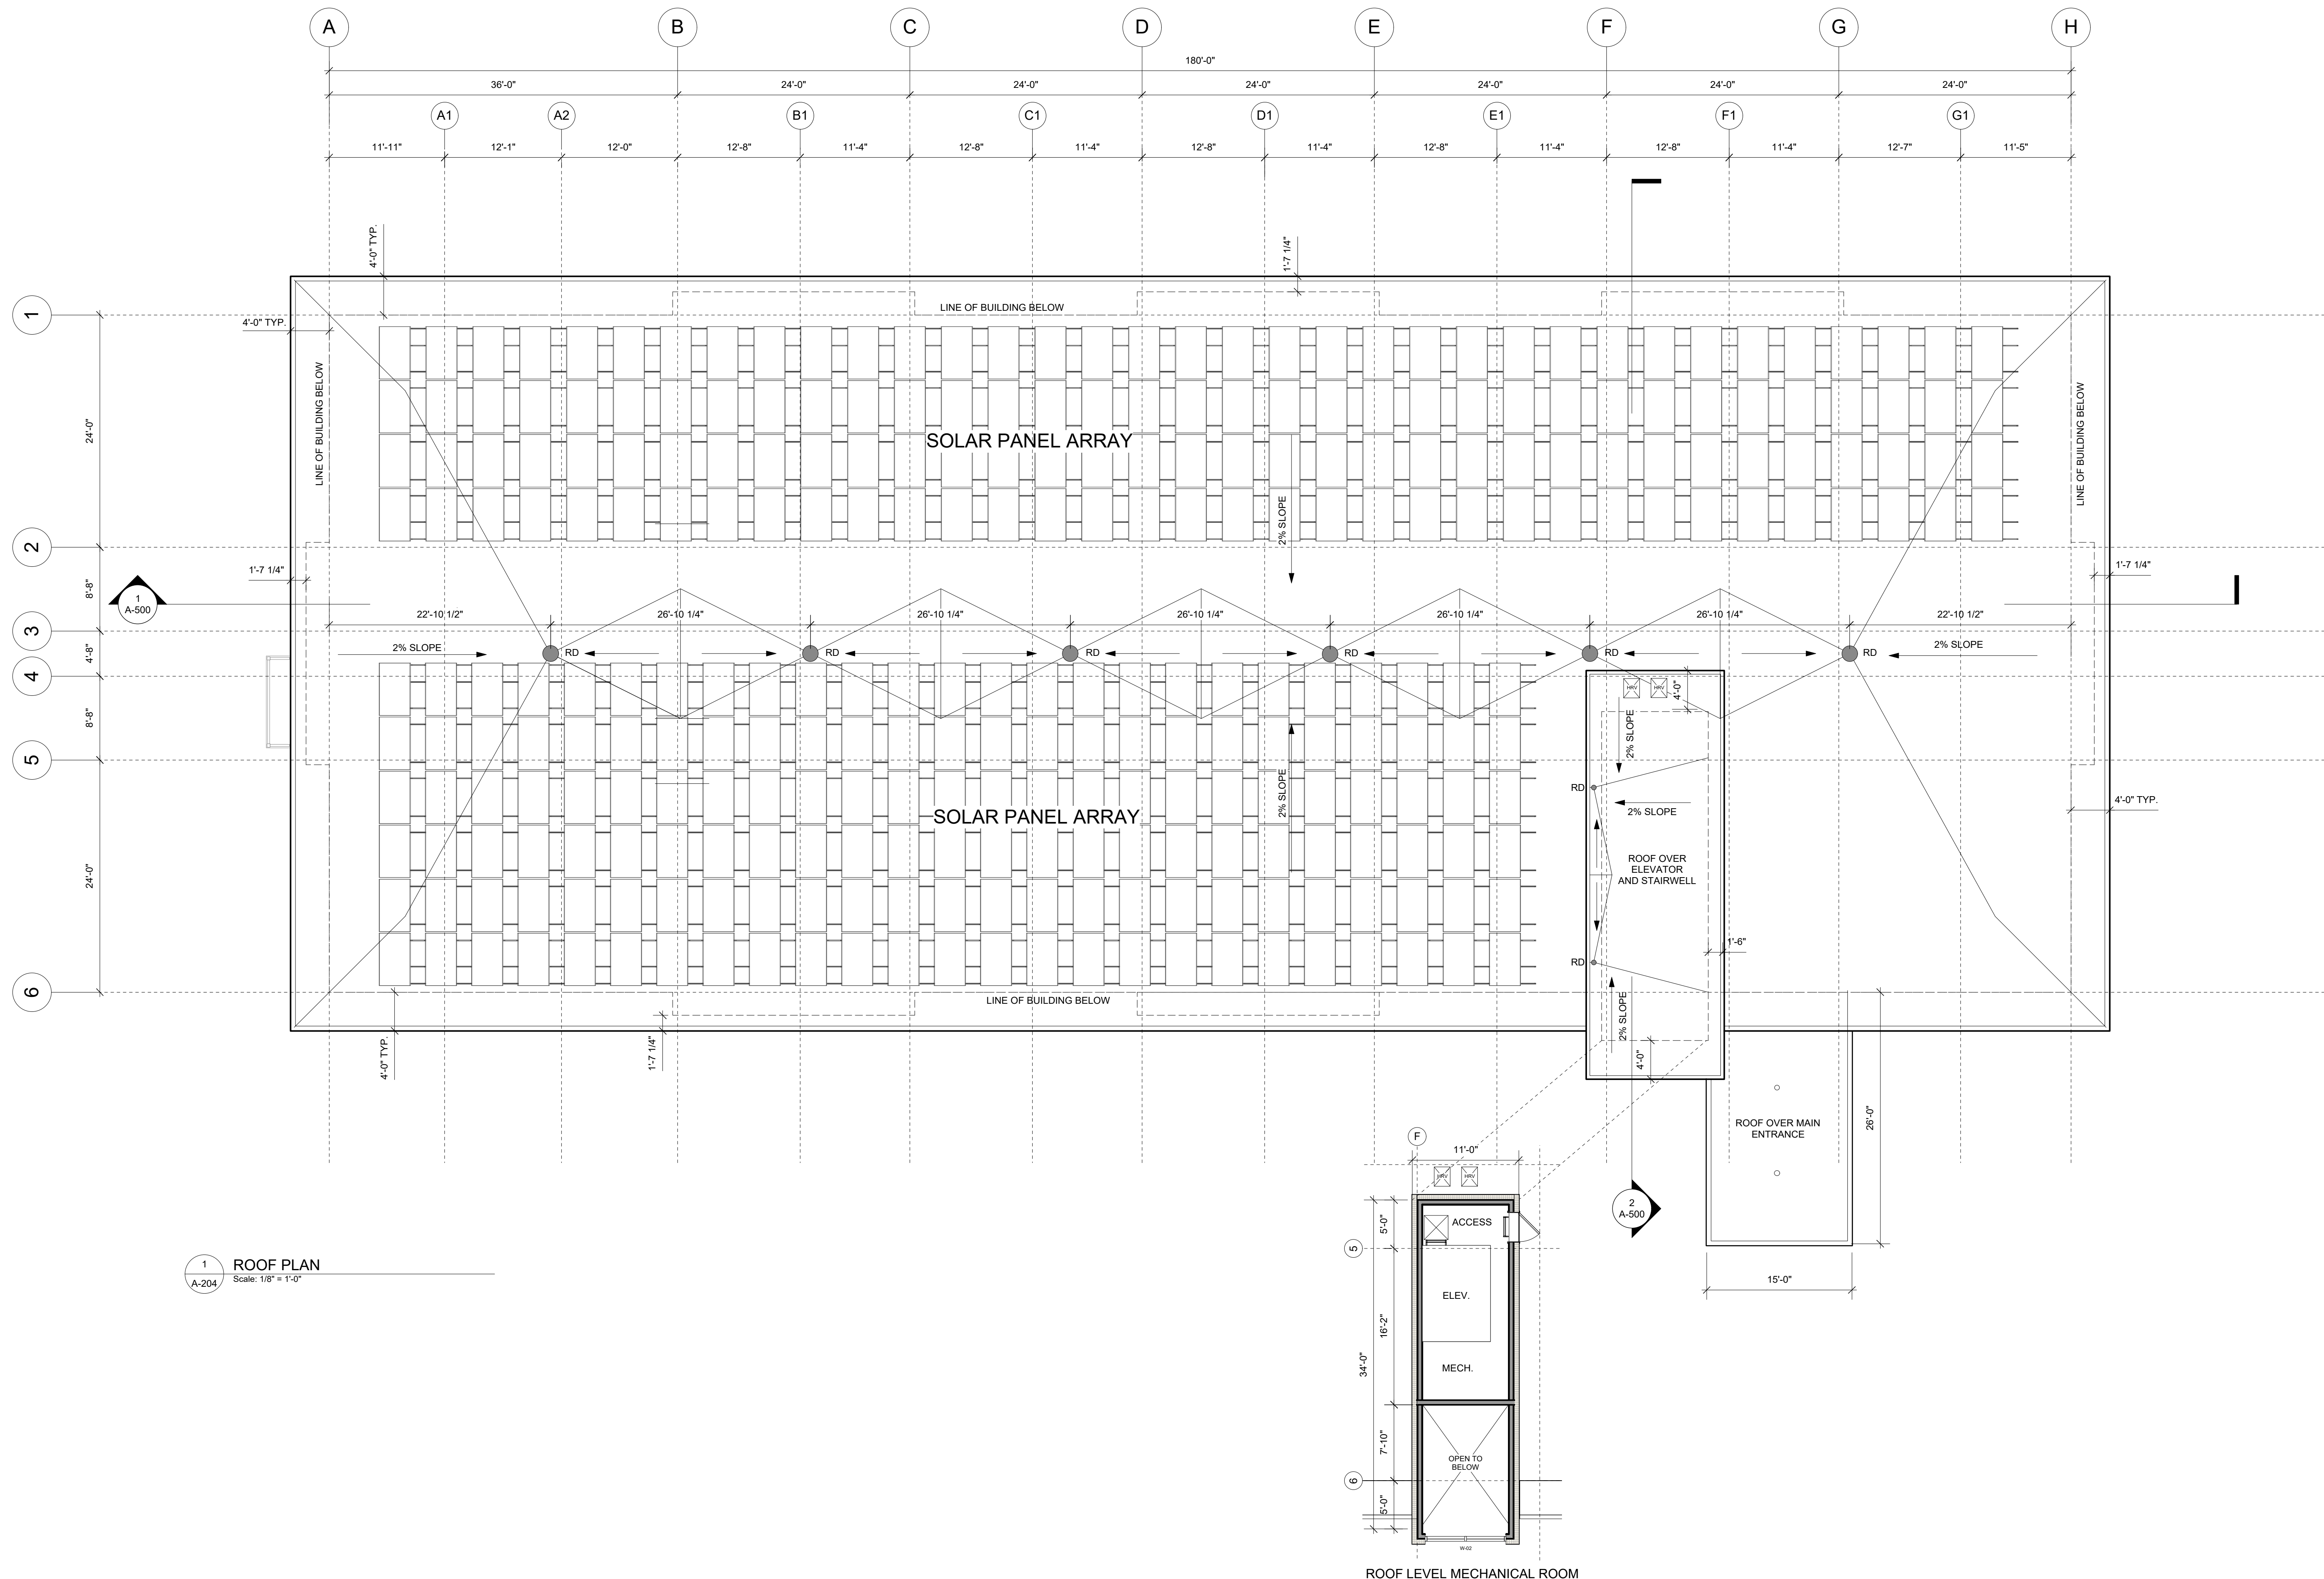 A B C D E F G H
180'-0"
36'-0" 24'-0" 24'-0" 24'-0" 24'-0" 24'-0" 24'-0"
A1 A2 B1 C1 D1 E1 F1 G1
11'-11" 12'-1" 12'-0" 12'-8" 11'-4" 12'-8" 11'-4" 12'-8" 11'-4" 12'-8" 11'-4" 12'-8" 11'-4" 12'-7" 11'-5"
4'-0" TYP.
1'-7 1/4"
1
4'-0" TYP.
LINE OF BUILDING BELOW
LINE OF BUILDING BELOW
LINE OF BUILDING BELOW
24'-0"
SOLAR PANEL ARRAY
2% SLOPE
2
1'-7 1/4"
1'-7 1/4"
8'-8"
1
A-500
22'-10 1/2" 26'-10 1/4" 26'-10 1/4" 26'-10 1/4" 26'-10 1/4" 26'-10 1/4" 22'-10 1/2"
3
4'-8"
2% SLOPE
RD RD RD RD RD RD
2% SLOPE
4
HRV HRV
4'-0"
8'-8"
2% SLOPE
5
RD
2% SLOPE
2% SLOPE
4'-0" TYP.
SOLAR PANEL ARRAY
24'-0"
ROOF OVER
ELEVATOR
AND STAIRWELL
1'-6"
RD
6
LINE OF BUILDING BELOW
2% SLOPE
4'-0" TYP.
1'-7 1/4"
4'-0"
26'-0"
ROOF OVER MAIN
ENTRANCE
F
11'-0"
HRV HRV
2
A-500
5'-0"
ACCESS
5
15'-0"
1
A-204
ROOF PLAN
Scale: 1/8" = 1'-0"
ELEV.
16'-2"
34'-0"
MECH.
7'-10"
OPEN TO
BELOW
6
5'-0"
W-02
ROOF LEVEL MECHANICAL ROOM